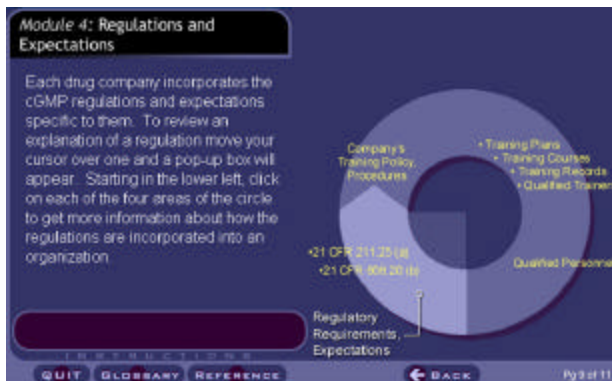 Module 4: Regulations and
Expectations
Each drug company incorporates the
cGMP regulations and expectations
specific to them. To review an
explanation of a regulation move your
cursor over one and a pop-up box will
appear. Starting in the lower left, click
on each of the four areas of the circle
to get more information about how the
regulations are incorporated into an
organization
Company's
Training Policy,
Procedures
• Training Plans
• Training Courses
• Training Records
• Qualified Trainer
Qualified Personne
•21 CFR 211.25 (a)
•21 CFR 606.20 (b)
Regulatory
Requirements,
Expectations
INSTRUCTIONS
QUIT GLOSSARY REFERENCE
BACK
Pg 9 of 11